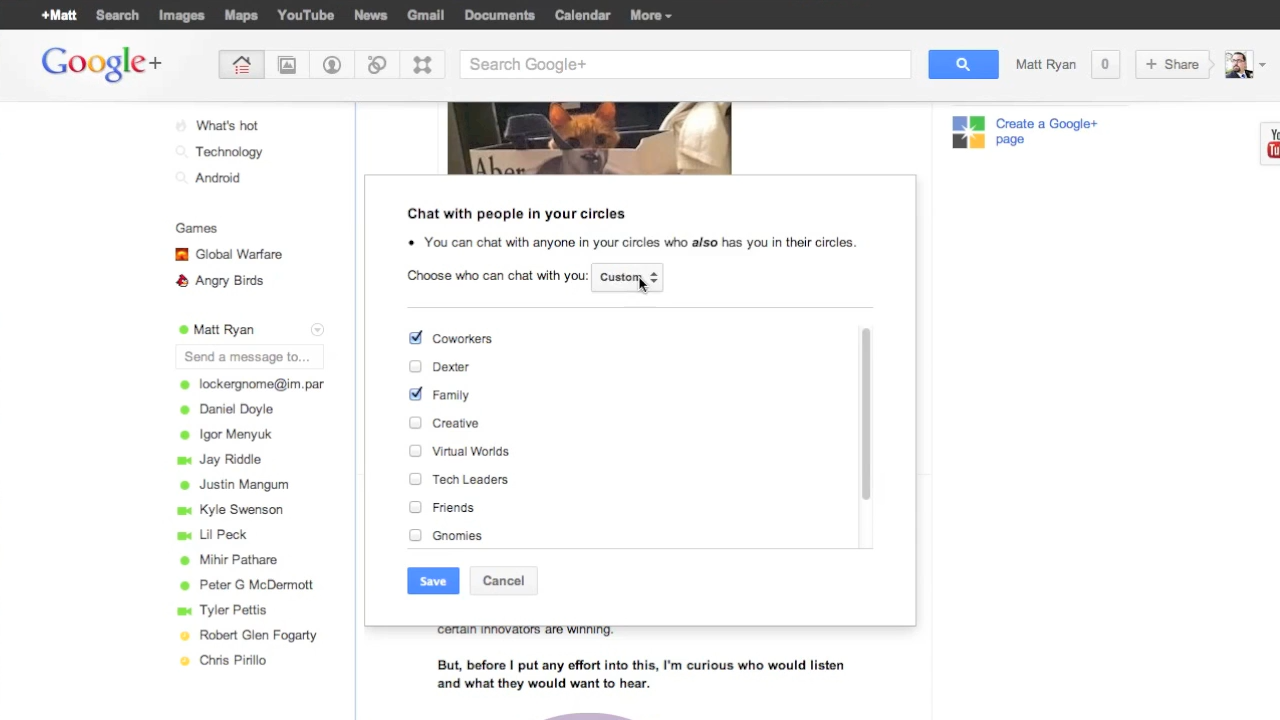 +Matt Search Images Maps YouTube News Gmail Documents Calendar More
Google+ Search Google+ Matt Ryan 0 + Share
What's hot
Technology
Android
Games
Global Warfare
Angry Birds
Matt Ryan
Send a message to...
lockergnome@im.par
Daniel Doyle
Igor Menyuk
Jay Riddle
Justin Mangum
Kyle Swenson
Lil Peck
Mihir Pathare
Peter G McDermott
Tyler Pettis
Robert Glen Fogarty
Chris Pirillo
Aber
Chat with people in your circles
• You can chat with anyone in your circles who also has you in their circles.
Choose who can chat with you: Custom
Coworkers
Dexter
Family
Creative
Virtual Worlds
Tech Leaders
Friends
Gnomies
Save Cancel
certain innovators are winning.
But, before I put any effort into this, I'm curious who would listen
and what they would want to hear.
Create a Google+
page
Yo
Tu